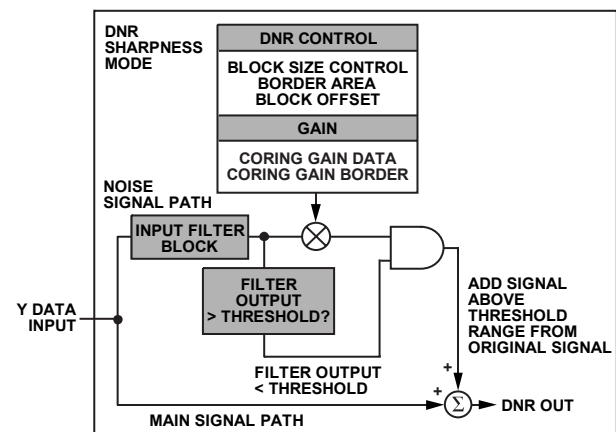 DNR
SHARPNESS
MODE
DNR CONTROL
BLOCK SIZE CONTROL
BORDER AREA
BLOCK OFFSET
GAIN
CORING GAIN DATA
CORING GAIN BORDER
NOISE
SIGNAL PATH
INPUT FILTER
BLOCK
FILTER
OUTPUT
> THRESHOLD?
Y DATA
INPUT
ADD SIGNAL
ABOVE
THRESHOLD
RANGE FROM
ORIGINAL SIGNAL
FILTER OUTPUT
< THRESHOLD
+
+
Σ
DNR OUT
MAIN SIGNAL PATH